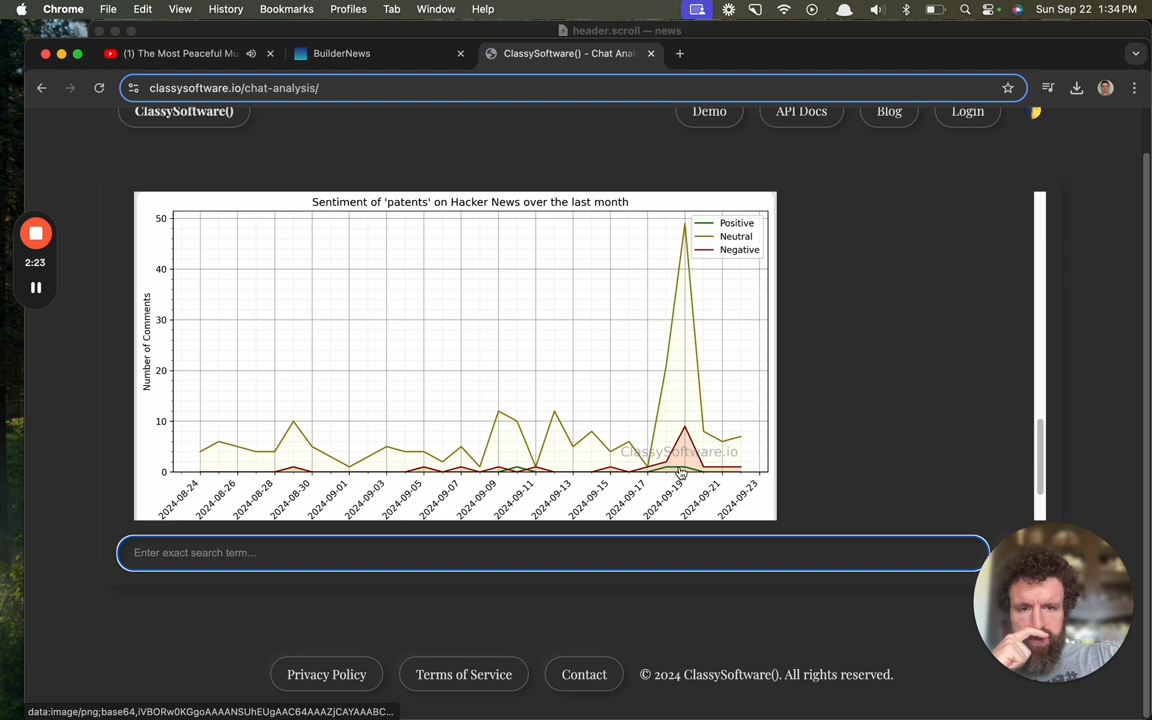 Chrome File Edit View History Bookmarks Profiles Tab Window Help Sun Sep 22 1:34 PM
header.scroll — news
(1) The Most Peaceful Mu
BuilderNews
ClassySoftware() - Chat Ana
classysoftware.io/chat-analysis/
ClassySoftware()
Demo
API Docs
Blog
Login
2:23
Sentiment of 'patents' on Hacker News over the last month
Positive
Neutral
Negative
Number of Comments
50
40
30
20
10
0
ClassySoftware.io
2024-08-24
2024-08-26
2024-08-28
2024-08-30
2024-09-01
2024-09-03
2024-09-05
2024-09-07
2024-09-09
2024-09-11
2024-09-13
2024-09-15
2024-09-17
2024-09-19
2024-09-21
2024-09-23
Enter exact search term...
Privacy Policy
Terms of Service
Contact
© 2024 ClassySoftware(). All rights reserved.
data:image/png;base64,iVBORw0KGgoAAAANSUhEUgAAC64AAAZjCAYAAABC...